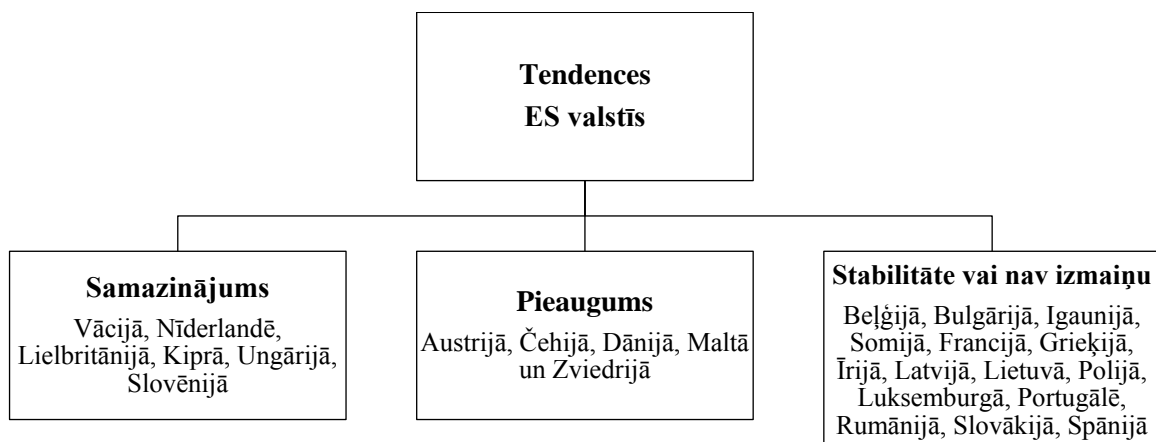 Tendences
ES valstīs
Samazinājums
Vācijā, Nīderlandē,
Lielbritānijā, Kiprā, Ungārijā,
Slovēnijā
Pieaugums
Austrijā, Čehijā, Dānijā, Maltā
un Zviedrijā
Stabilitāte vai nav izmaiņu
Beļģijā, Bulgārijā, Igaunijā,
Somijā, Francijā, Grieķijā,
Īrijā, Latvijā, Lietuvā, Polijā,
Luksemburgā, Portugālē,
Rumānijā, Slovākijā, Spānijā